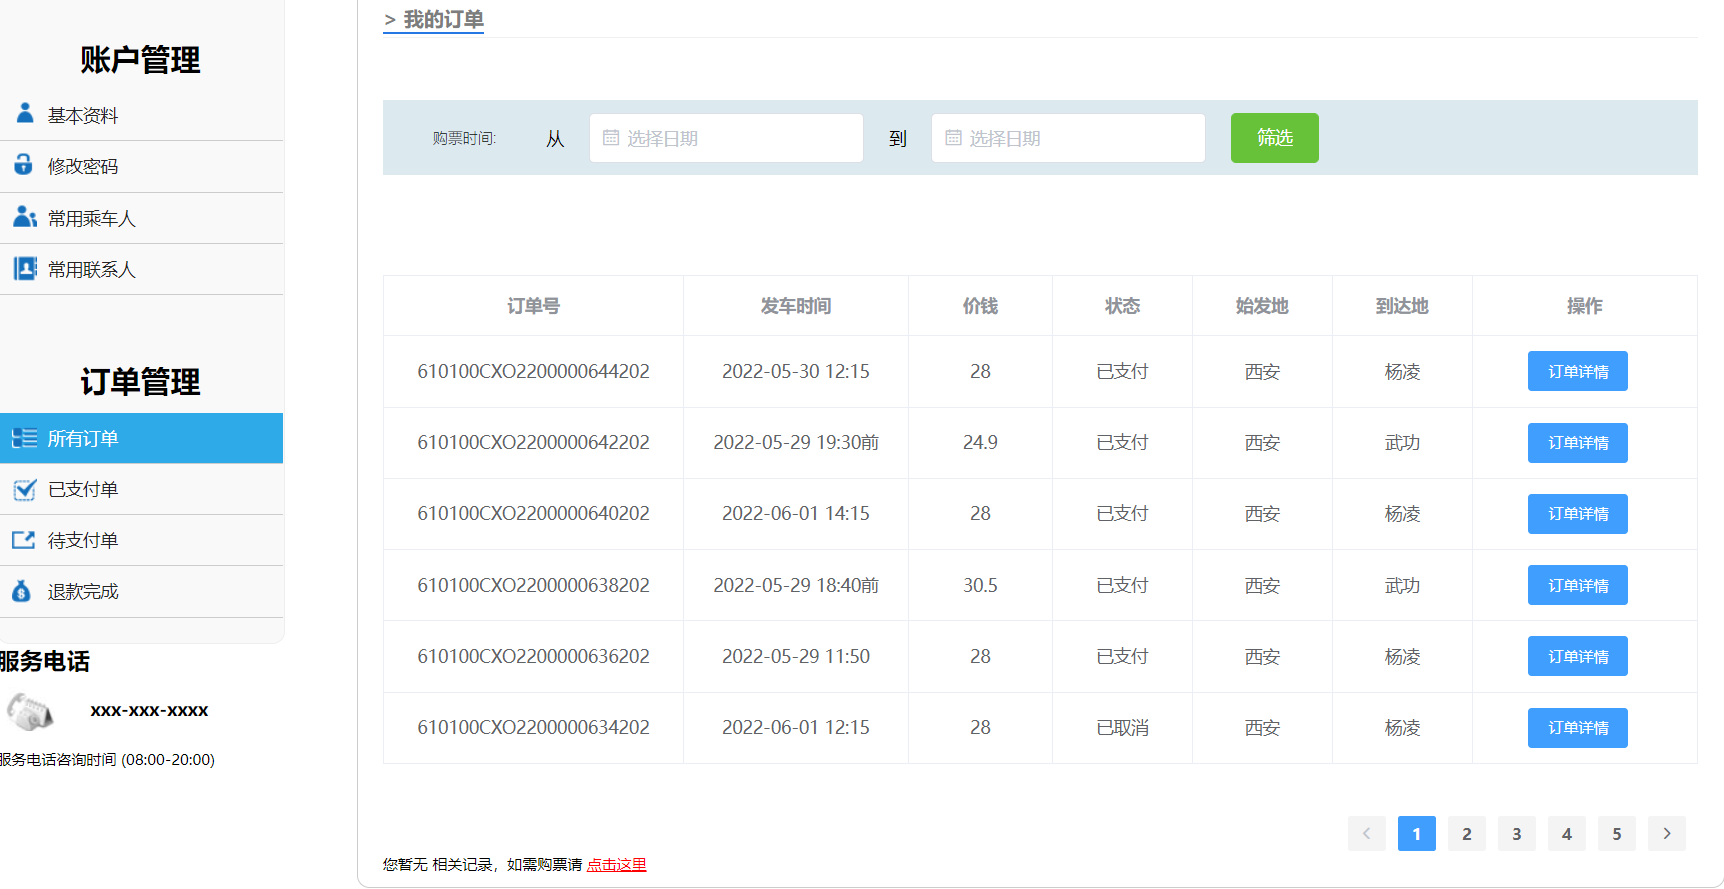 账户管理
基本资料
修改密码
常用乘车人
常用联系人
订单管理
所有订单
已支付单
待支付单
退款完成
服务电话
xxx-xxx-xxxx
服务电话咨询时间 (08:00-20:00)
> 我的订单
购票时间: 从 选择日期 到 选择日期 筛选
订单号 发车时间 价钱 状态 始发地 到达地 操作
610100CXO2200000644202 2022-05-30 12:15 28 已支付 西安 杨凌 订单详情
610100CXO2200000642202 2022-05-29 19:30前 24.9 已支付 西安 武功 订单详情
610100CXO2200000640202 2022-06-01 14:15 28 已支付 西安 杨凌 订单详情
610100CXO2200000638202 2022-05-29 18:40前 30.5 已支付 西安 武功 订单详情
610100CXO2200000636202 2022-05-29 11:50 28 已支付 西安 杨凌 订单详情
610100CXO2200000634202 2022-06-01 12:15 28 已取消 西安 杨凌 订单详情
< 1 2 3 4 5 >
您暂无 相关记录，如需购票请 点击这里